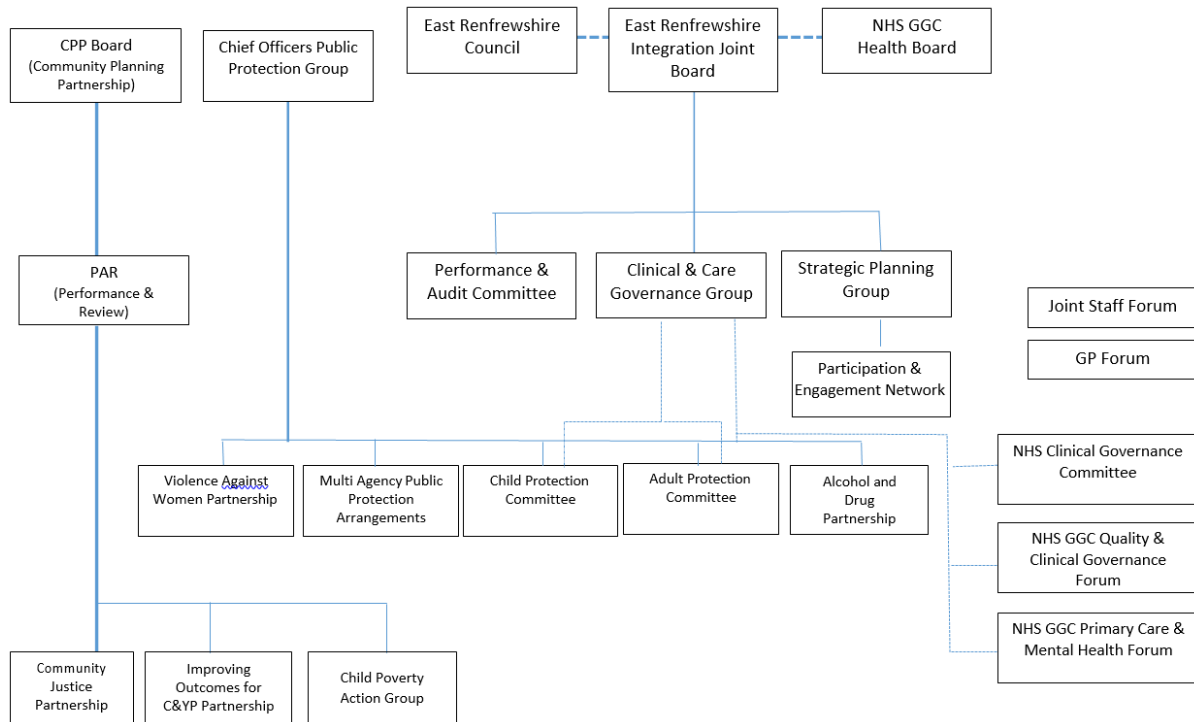 CPP Board
(Community Planning
Partnership)
Chief Officers Public
Protection Group
East Renfrewshire
Council
East Renfrewshire
Integration Joint
Board
NHS GGC
Health Board
PAR
(Performance &
Review)
Performance &
Audit Committee
Clinical & Care
Governance Group
Strategic Planning
Group
Joint Staff Forum
GP Forum
Participation &
Engagement Network
Violence Against
Women Partnership
Multi Agency Public
Protection
Arrangements
Child Protection
Committee
Adult Protection
Committee
Alcohol and
Drug
Partnership
NHS Clinical Governance
Committee
NHS GGC Quality &
Clinical Governance
Forum
NHS GGC Primary Care &
Mental Health Forum
Community
Justice
Partnership
Improving
Outcomes for
C&YP Partnership
Child Poverty
Action Group